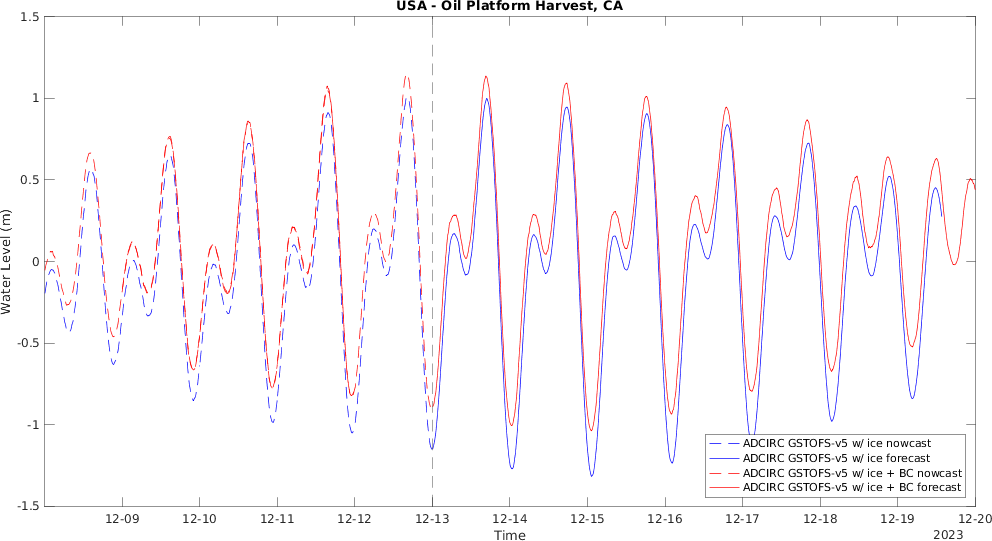 USA - Oil Platform Harvest, CA
1.5
1
0.5
0
-0.5
-1
-1.5
Water Level (m)
12-09 12-10 12-11 12-12 12-13 12-14 12-15 12-16 12-17 12-18 12-19 12-20
Time
2023
ADCIRC GSTOFS-v5 w/ ice nowcast
ADCIRC GSTOFS-v5 w/ ice forecast
ADCIRC GSTOFS-v5 w/ ice + BC nowcast
ADCIRC GSTOFS-v5 w/ ice + BC forecast